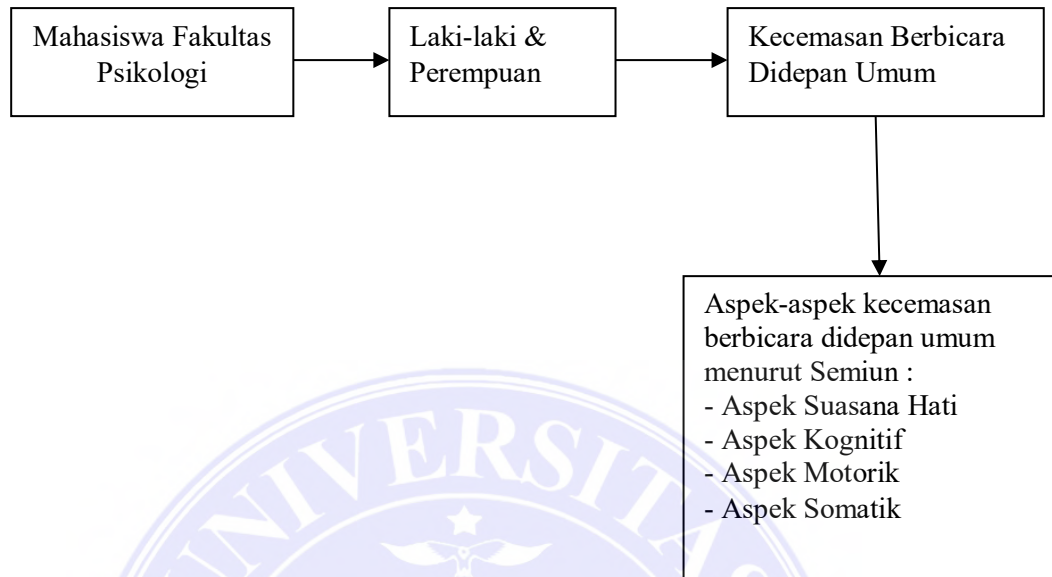 Mahasiswa Fakultas
Psikologi
Laki-laki &
Perempuan
Kecemasan Berbicara
Didepan Umum
Aspek-aspek kecemasan
berbicara didepan umum
menurut Semiun :
- Aspek Suasana Hati
- Aspek Kognitif
- Aspek Motorik
- Aspek Somatik
UNIVERSITAS